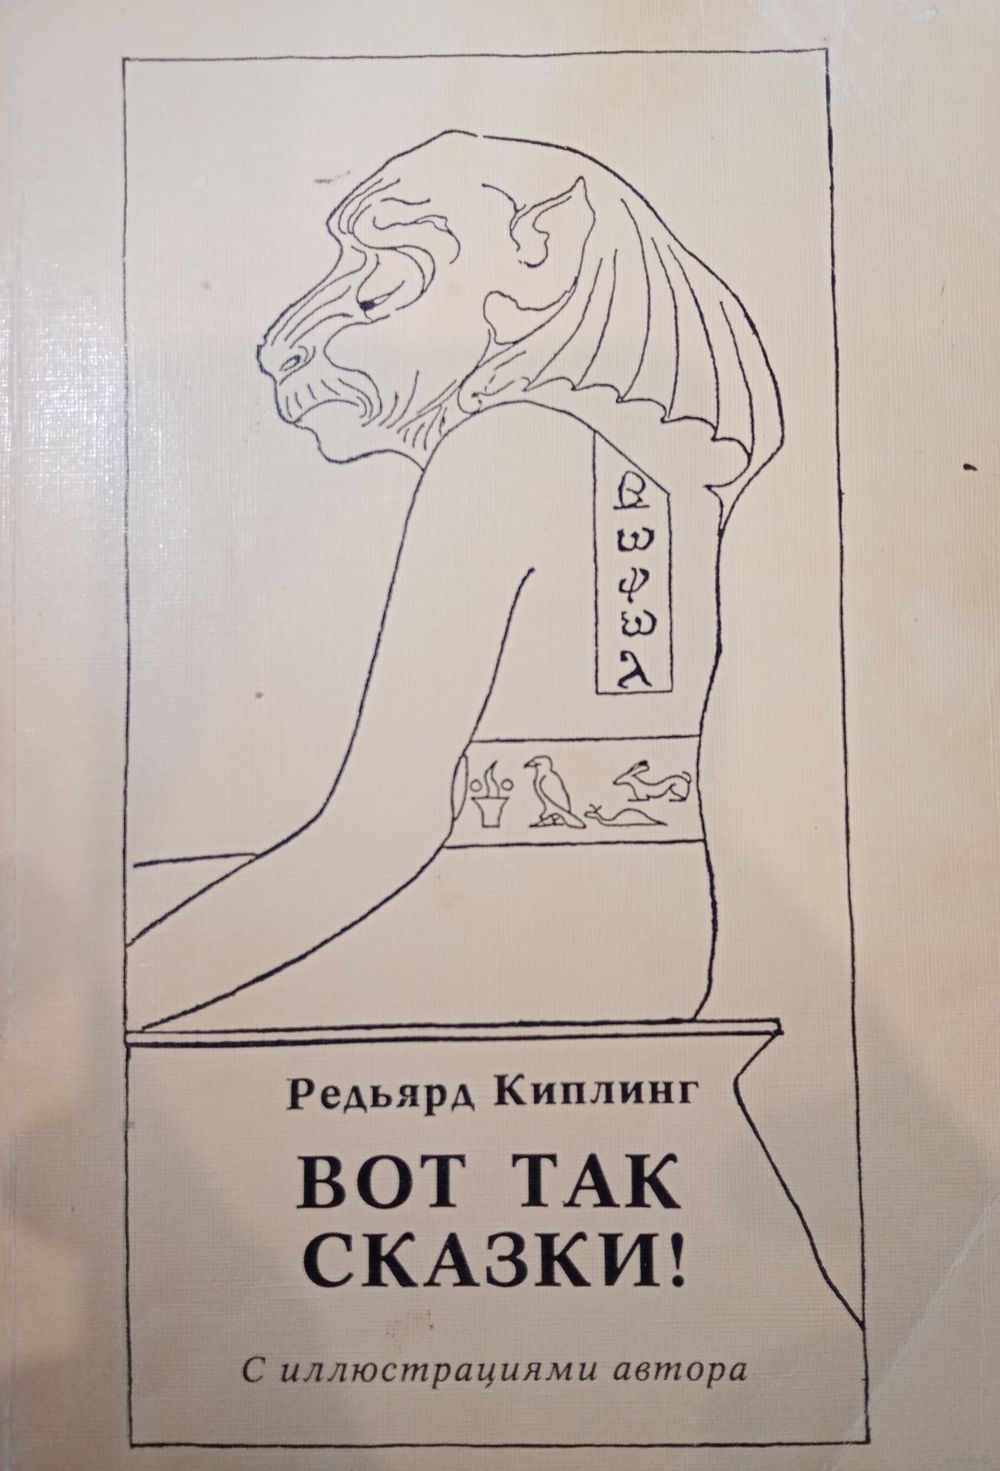 Редьярд Киплинг
ВОТ ТАК
СКАЗКИ!
С иллюстрациями автора